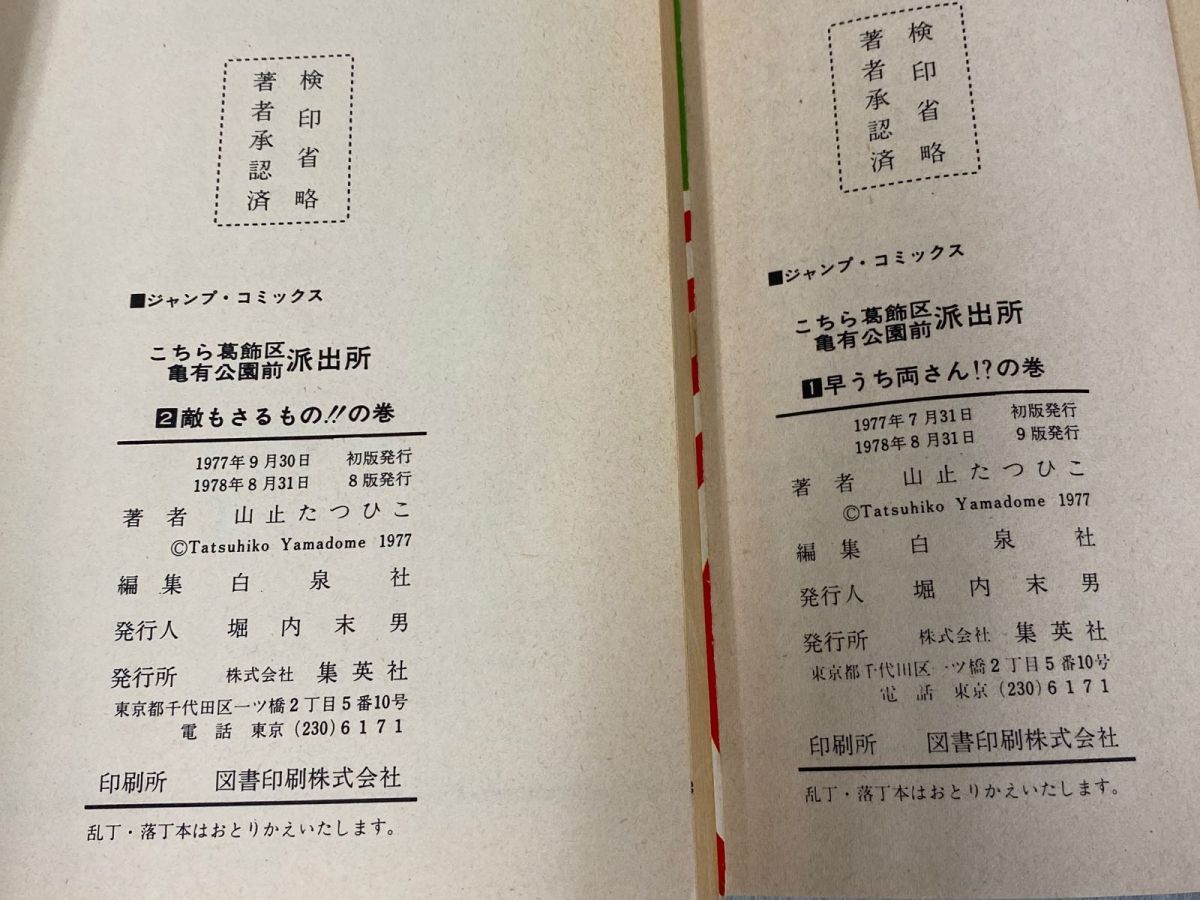 検印省略
著者承認済
■ジャンプ・コミックス
こちら葛飾区
亀有公園前派出所
2敵もさるもの!!の巻
1977年9月30日 初版発行
1978年8月31日 8版発行
著者 山止たつひこ
©Tatsuhiko Yamadome 1977
編集 白泉社
発行人 堀内末男
発行所 株式会社 集英社
東京都千代田区一ツ橋2丁目5番10号
電話 東京(230)6171
印刷所 図書印刷株式会社
乱丁・落丁本はおとりかえいたします。
検印省略
著者承認済
■ジャンプ・コミックス
こちら葛飾区
亀有公園前派出所
1早うち両さん!?の巻
1977年7月31日 初版発行
1978年8月31日 9版発行
著者 山止たつひこ
©Tatsuhiko Yamadome 1977
編集 白泉社
発行人 堀内末男
発行所 株式会社 集英社
東京都千代田区一ツ橋2丁目5番10号
電話 東京(230)6171
印刷所 図書印刷株式会社
乱丁・落丁本はおとりかえいたします。